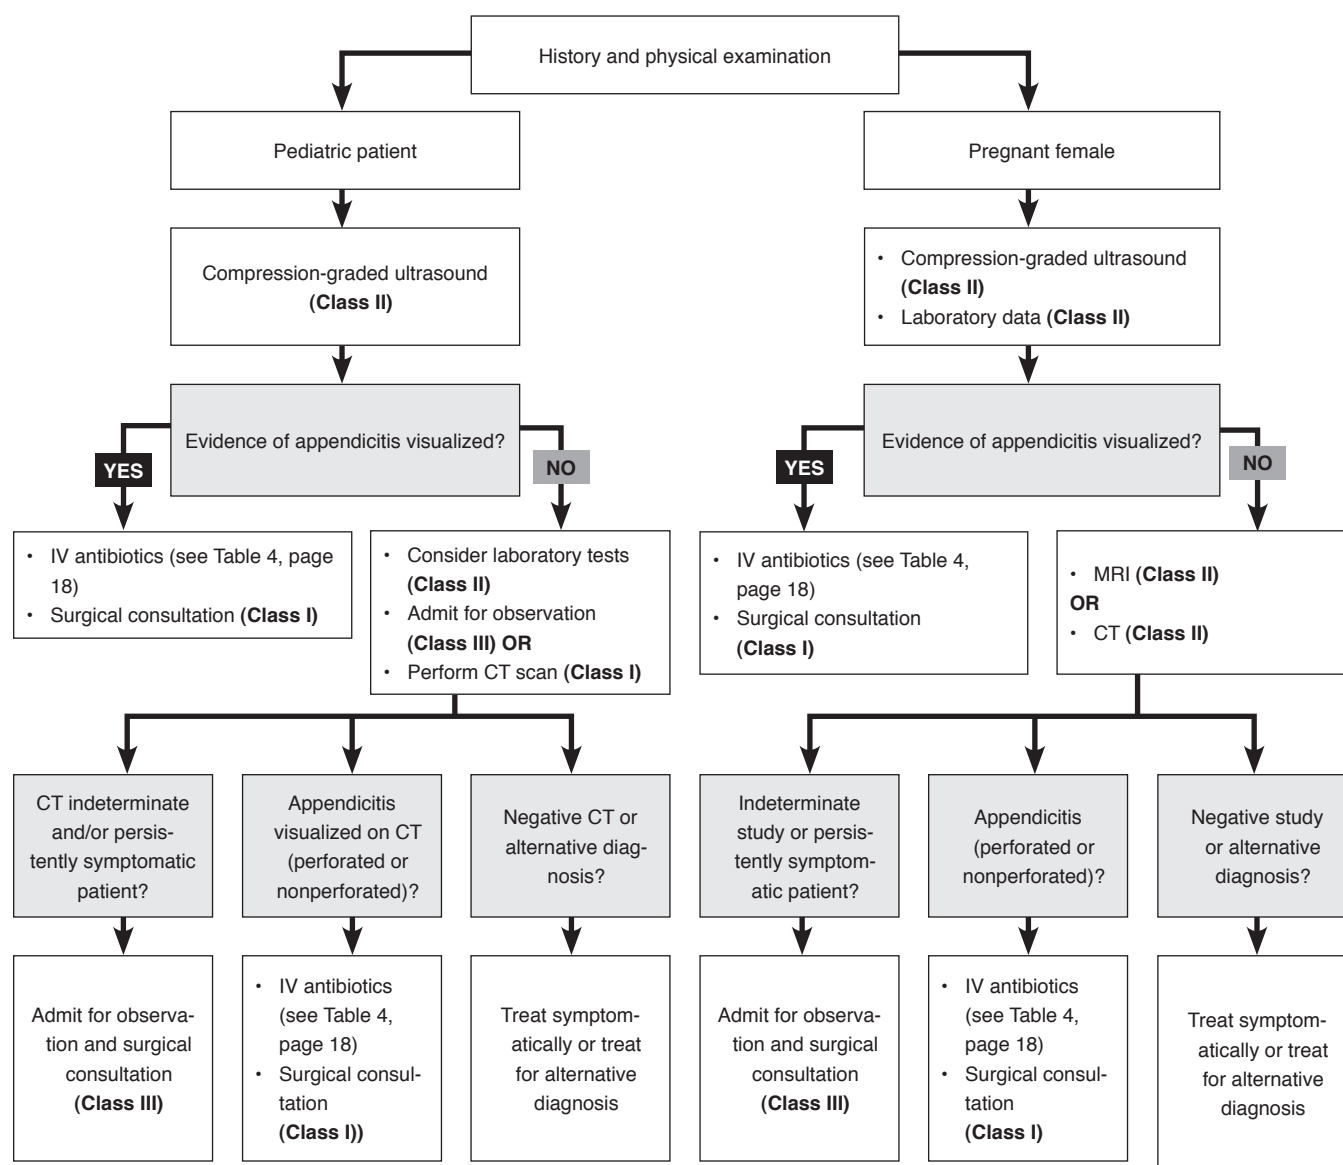 History and physical examination
Pediatric patient
Pregnant female
Compression-graded ultrasound
(Class II)
• Compression-graded ultrasound
(Class II)
• Laboratory data (Class II)
Evidence of appendicitis visualized?
YES
NO
Evidence of appendicitis visualized?
YES
NO
• IV antibiotics (see Table 4, page
18)
• Surgical consultation (Class I)
• Consider laboratory tests
(Class II)
• Admit for observation
(Class III) OR
• Perform CT scan (Class I)
• IV antibiotics (see Table 4,
page 18)
• Surgical consultation
(Class I)
• MRI (Class II)
OR
• CT (Class II)
CT indeterminate
and/or persis-
tently symptomatic
patient?
Appendicitis
visualized on CT
(perforated or
nonperforated)?
Negative CT or
alternative diag-
nosis?
Indeterminate
study or persis-
tently symptom-
atic patient?
Appendicitis
(perforated or
nonperforated)?
Negative study
or alternative
diagnosis?
Admit for observa-
tion and surgical
consultation
(Class III)
• IV antibiotics
(see Table 4,
page 18)
• Surgical consul-
tation
(Class I))
Treat symptom-
atically or treat
for alternative
diagnosis
Admit for observa-
tion and surgical
consultation
(Class III)
• IV antibiotics
(see Table 4,
page 18)
• Surgical consul-
tation
(Class I)
Treat symptom-
atically or treat
for alternative
diagnosis